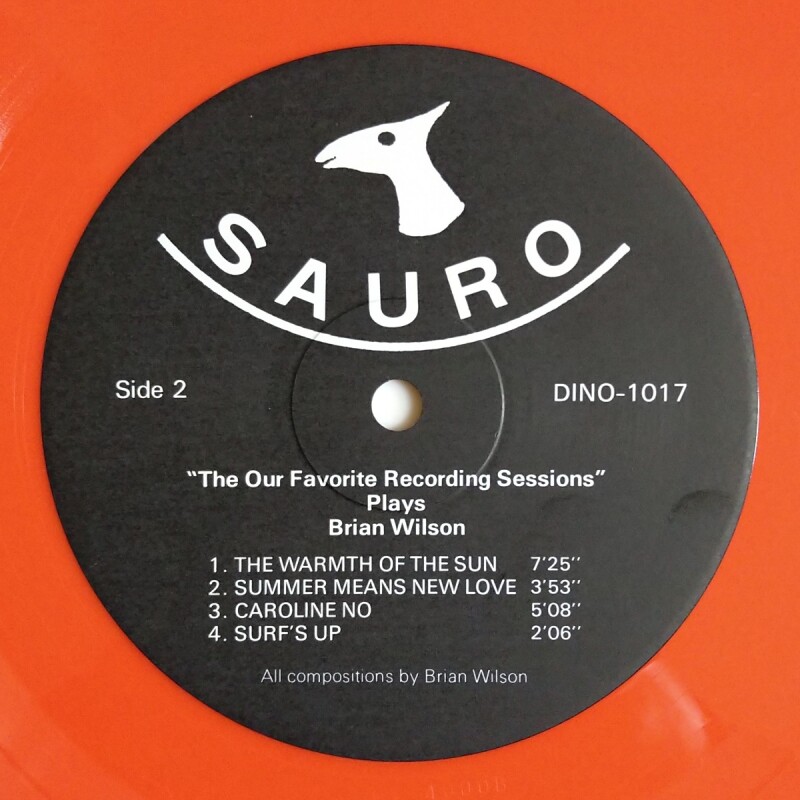 SAURO
Side 2
DINO-1017
"The Our Favorite Recording Sessions"
Plays
Brian Wilson
1. THE WARMTH OF THE SUN 7'25''
2. SUMMER MEANS NEW LOVE 3'53''
3. CAROLINE NO 5'08''
4. SURF'S UP 2'06''
All compositions by Brian Wilson